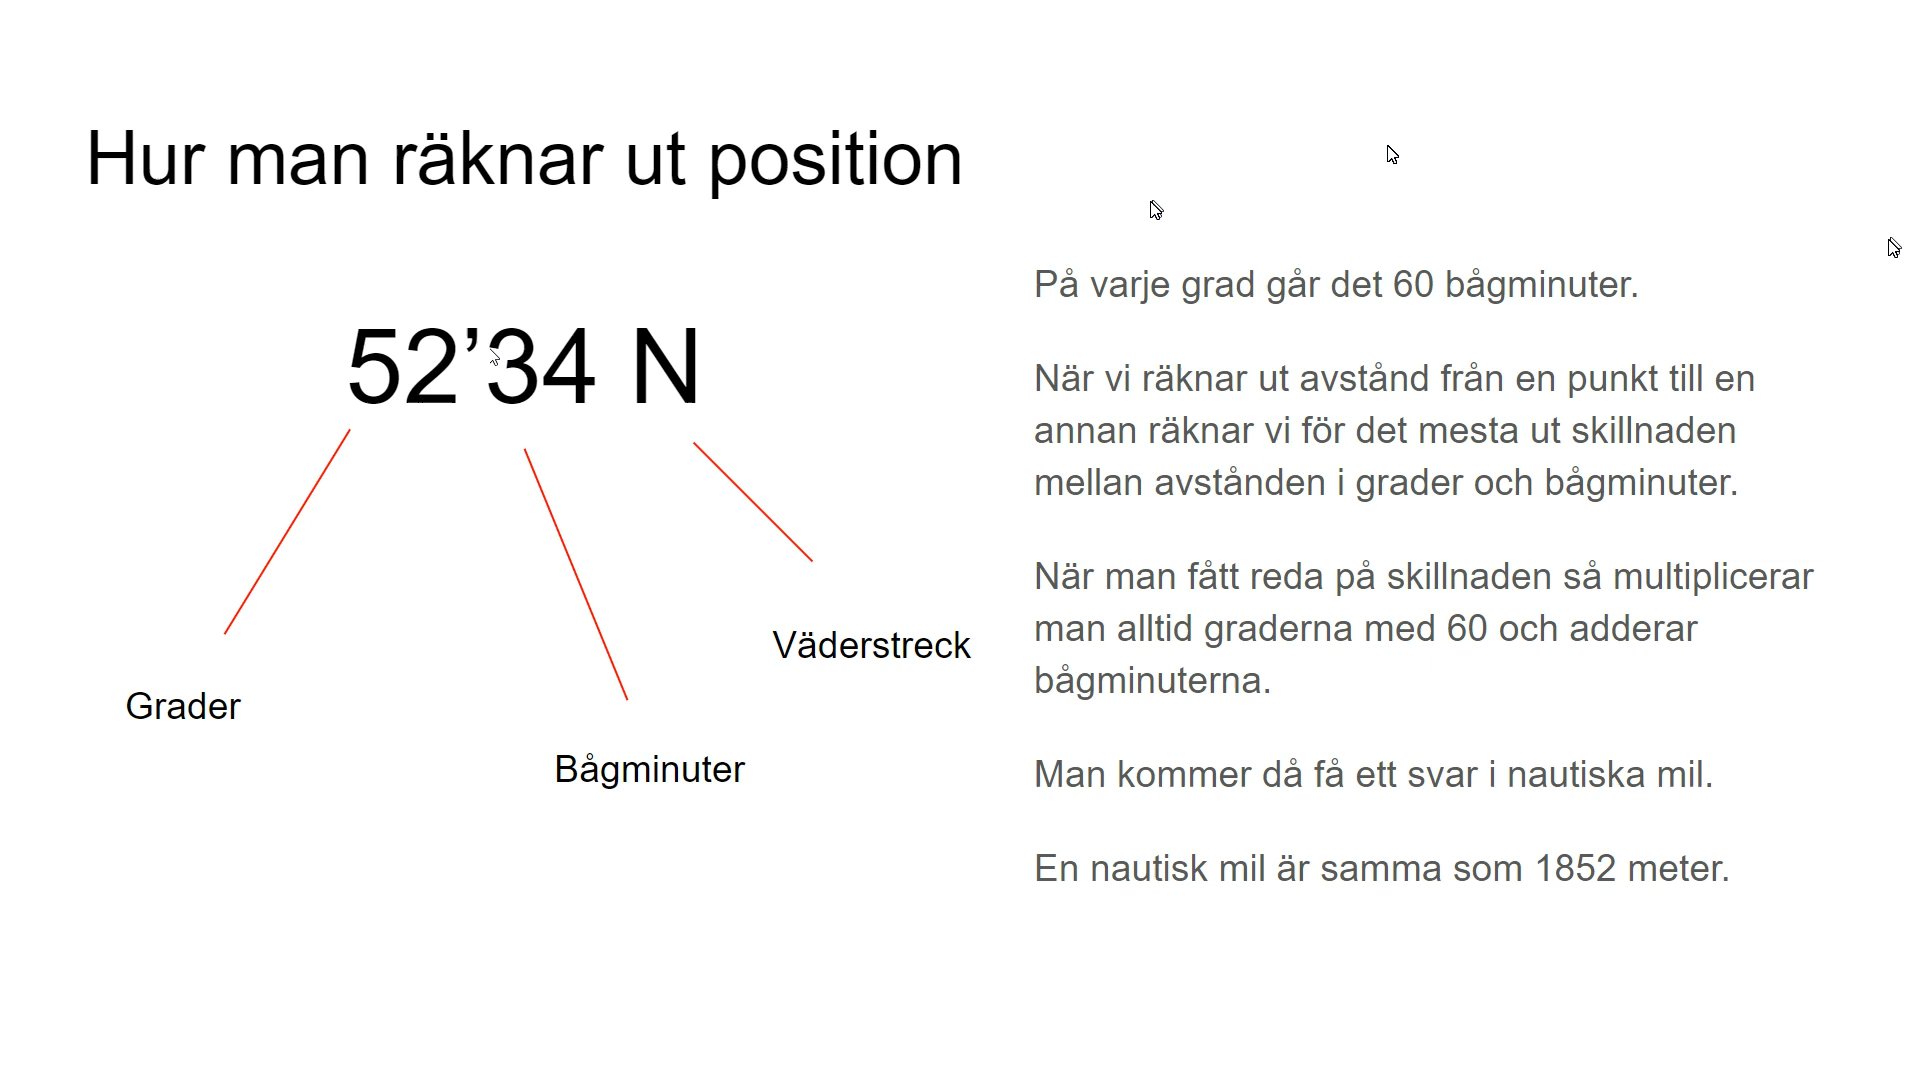 Hur man räknar ut position
52’34 N
Grader
Bågminuter
Väderstreck
På varje grad går det 60 bågminuter.
När vi räknar ut avstånd från en punkt till en
annan räknar vi för det mesta ut skillnaden
mellan avstånden i grader och bågminuter.
När man fått reda på skillnaden så multiplicerar
man alltid graderna med 60 och adderar
bågminuterna.
Man kommer då få ett svar i nautiska mil.
En nautisk mil är samma som 1852 meter.